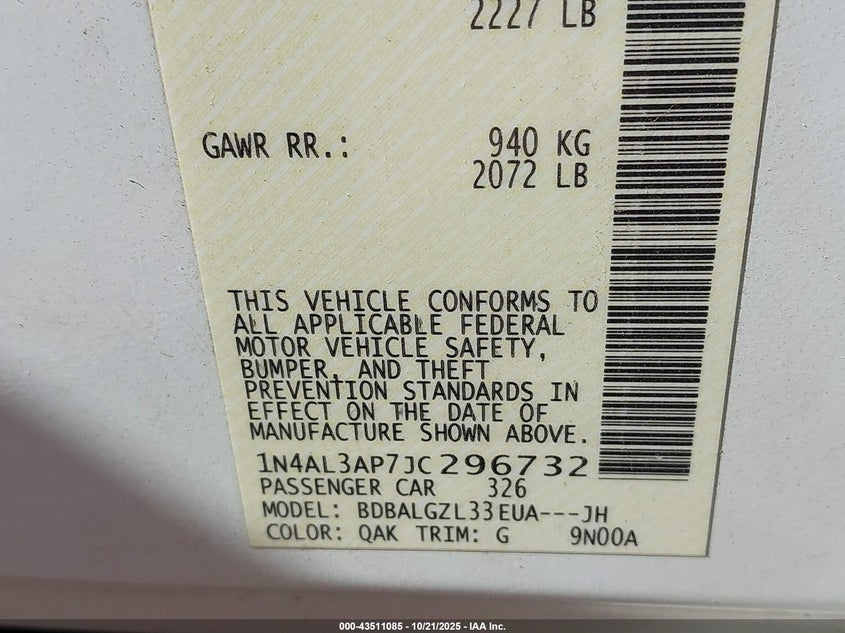 2227 LB
GAWR RR.: 940 KG
2072 LB
THIS VEHICLE CONFORMS TO
ALL APPLICABLE FEDERAL
MOTOR VEHICLE SAFETY,
BUMPER, AND THEFT
PREVENTION STANDARDS IN
EFFECT ON THE DATE OF
MANUFACTURE SHOWN ABOVE.
1N4AL3AP7JC296732
PASSENGER CAR 326
MODEL: BDBALGZL33EUA---JH
COLOR: QAK TRIM: G 9N00A
000-43511085 - 10/21/2025 - IAA Inc.